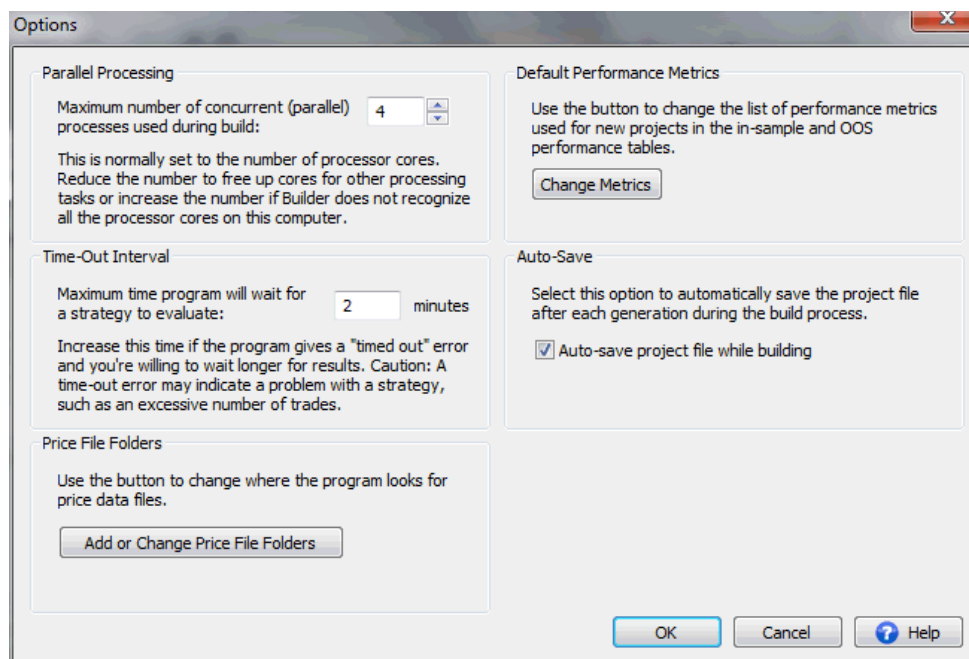 Options
X
Parallel Processing
Maximum number of concurrent (parallel)
processes used during build:
4
This is normally set to the number of processor cores.
Reduce the number to free up cores for other processing
tasks or increase the number if Builder does not recognize
all the processor cores on this computer.
Default Performance Metrics
Use the button to change the list of performance metrics
used for new projects in the in-sample and OOS
performance tables.
Change Metrics
Time-Out Interval
Maximum time program will wait for
a strategy to evaluate:
2 minutes
Increase this time if the program gives a "timed out" error
and you're willing to wait longer for results. Caution: A
time-out error may indicate a problem with a strategy,
such as an excessive number of trades.
Auto-Save
Select this option to automatically save the project file
after each generation during the build process.
Auto-save project file while building
Price File Folders
Use the button to change where the program looks for
price data files.
Add or Change Price File Folders
OK
Cancel
? Help